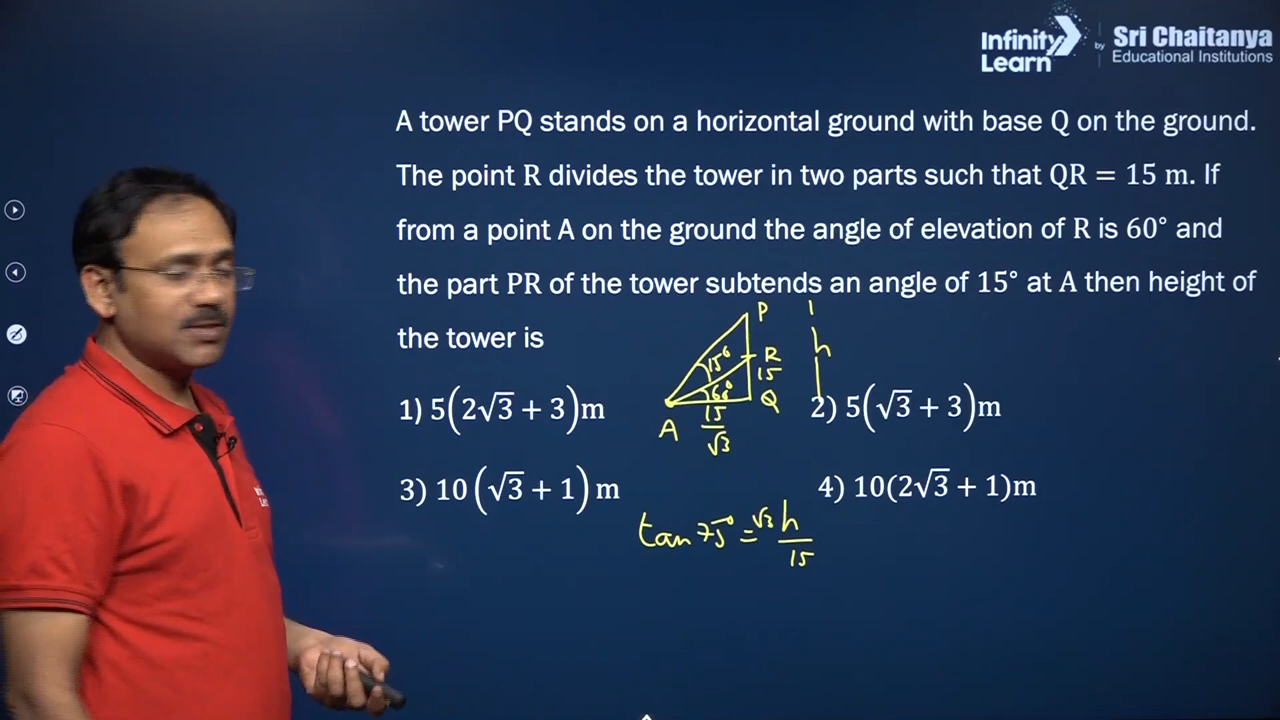 Infinity Learn by Sri Chaitanya Educational Institutions
A tower PQ stands on a horizontal ground with base Q on the ground.
The point R divides the tower in two parts such that QR = 15 m. If
from a point A on the ground the angle of elevation of R is 60° and
the part PR of the tower subtends an angle of 15° at A then height of
the tower is
P
h
15°
R
15
60°
Q
A
15/√3
1) 5(2√3 + 3)m
2) 5(√3 + 3)m
3) 10(√3 + 1)m
4) 10(2√3 + 1)m
tan 75° = √3 h/15